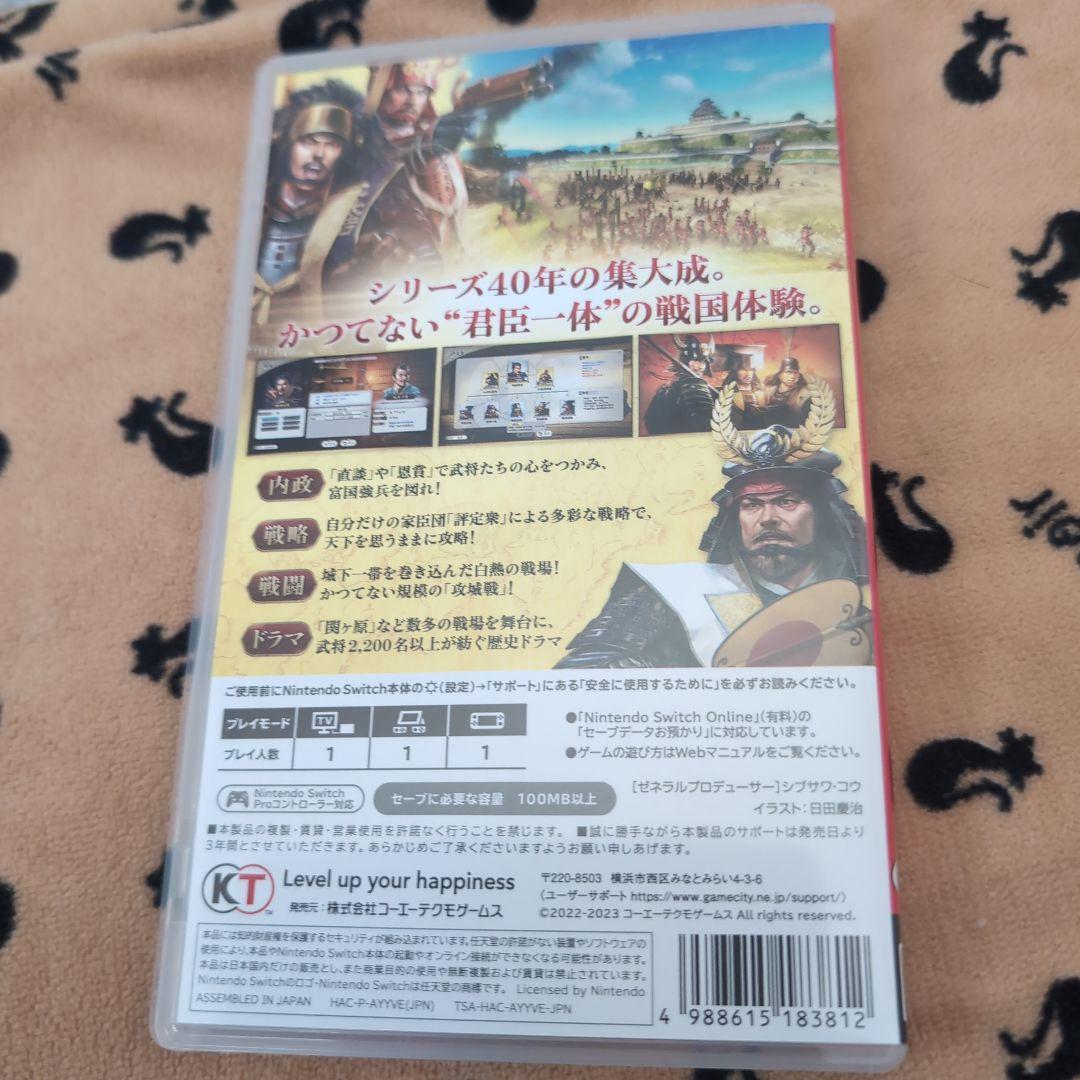 シリーズ40年の集大成。
かつてない“君臣一体”の戦国体験。
内政
「直談」や「恩賞」で武将たちの心をつかみ、
富国強兵を図れ!
戦略
自分だけの家臣団「評定衆」による多彩な戦略で、
天下を思うままに攻略!
戦闘
城下一帯を巻き込んだ白熱の戦場!
かつてない規模の「攻城戦」!
ドラマ
「関ヶ原」など数多の戦場を舞台に、
武将2,200名以上が紡ぐ歴史ドラマ
ご使用前にNintendo Switch本体の(設定)→「サポート」にある「安全に使用するために」を必ずお読みください。
プレイモード TV
プレイ人数 1 1 1
●「Nintendo Switch Online」(有料)の
「セーブデータお預かり」に対応しています。
●ゲームの遊び方はWebマニュアルをご覧ください。
Nintendo Switch
Proコントローラー対応
セーブに必要な容量 100MB以上
[ゼネラルプロデューサー]シブサワ・コウ
イラスト:日田慶治
■本製品の複製・賃貸・営業使用を許諾なく行うことを禁じます。 ■誠に勝手ながら本製品のサポートは発売日より
3年間とさせていただきます。あらかじめご了承くださいますようお願い申しあげます。
KT
Level up your happiness
発売元:株式会社コーエーテクモゲームス
〒220-8503 横浜市西区みなとみらい4-3-6
〈ユーザーサポート https://www.gamecity.ne.jp/support/〉
©2022-2023 コーエーテクモゲームス All rights reserved.
本品には知的財産権を保護するセキュリティが組み込まれています。任天堂の許諾がない装置やソフトウェアの
使用により、本品やNintendo Switch本体の起動やオンライン接続ができなくなる可能性があります。
本品は日本国内だけの販売とし、また商業目的の使用や無断複製および賃貸は禁止されています。
Nintendo Switchのロゴ・Nintendo Switchは任天堂の商標です。 Licensed by Nintendo
ASSEMBLED IN JAPAN HAC-P-AYYVE(JPN) TSA-HAC-AYYVE-JPN
4 988615 183812